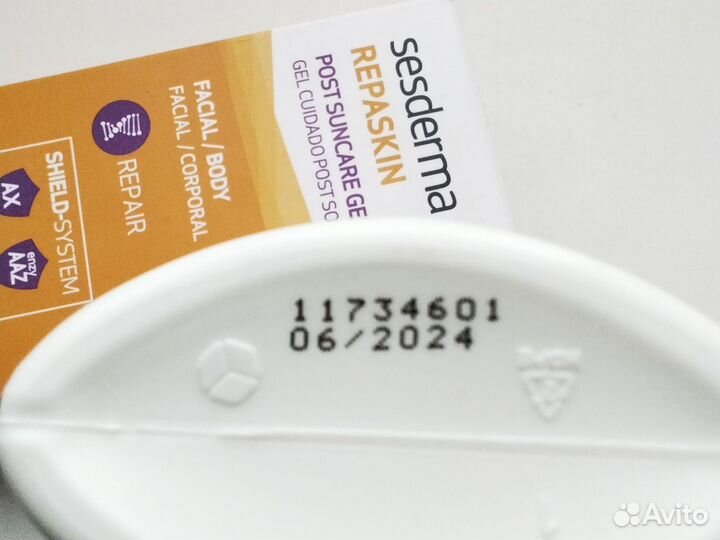 sesderma
REPASKIN
POST SUNCARE GE
GEL CUIDADO POST SO
FACIAL / BODY
FACIAL / CORPORAL
REPAIR
SHIELD-SYSTEM
AX
enzy
AAZ
11734601
06/2024
Avito